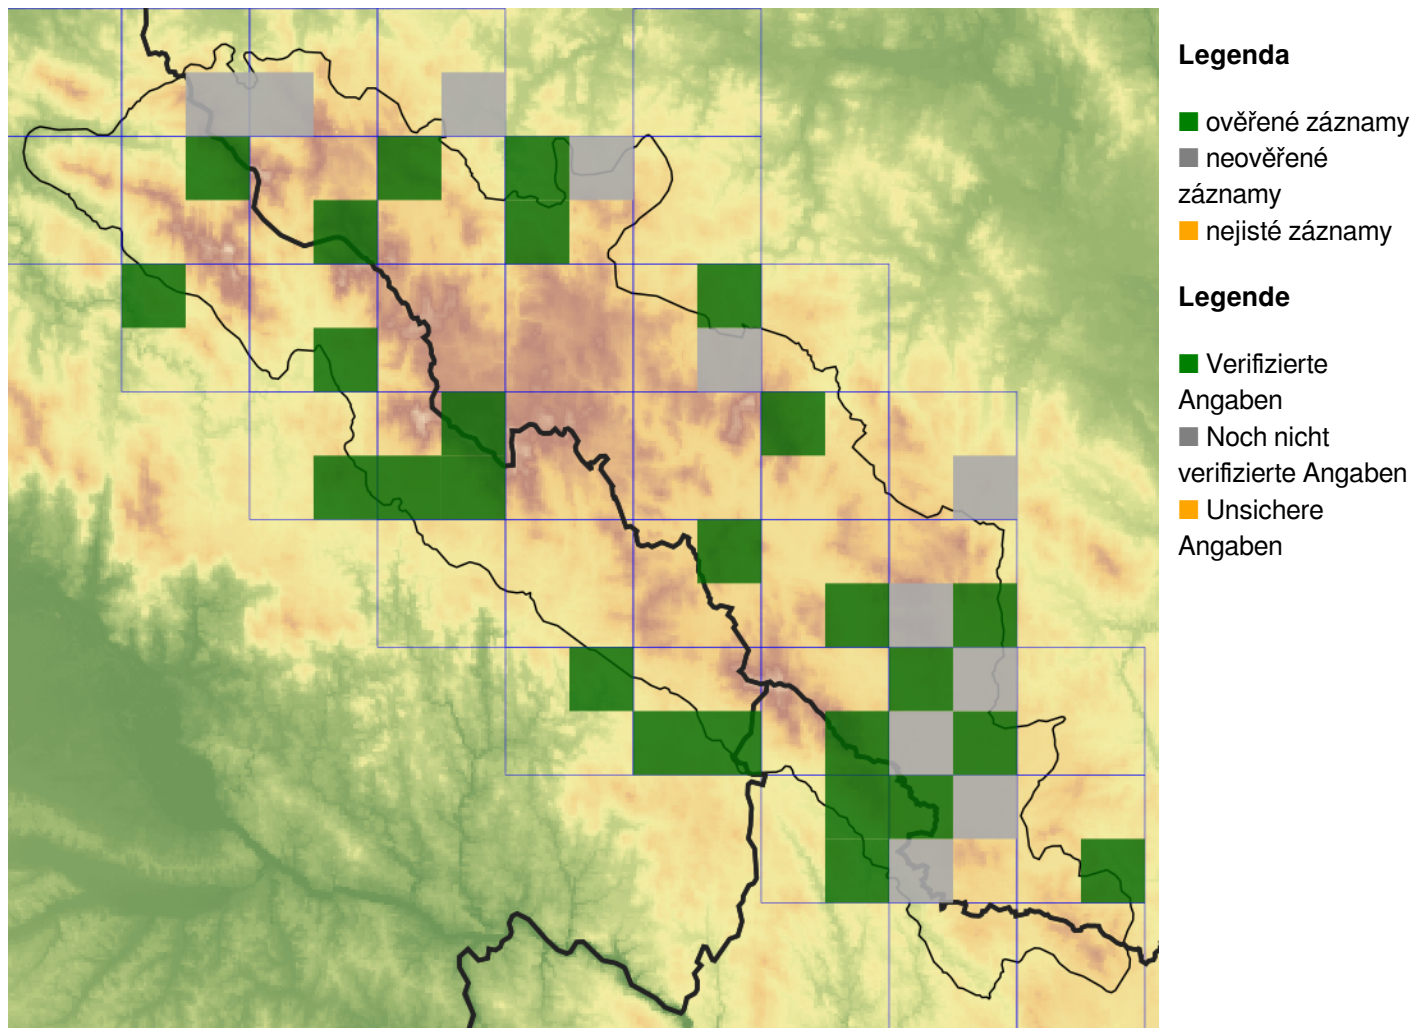 Legenda
ověřené záznamy
neověřené
záznamy
nejisté záznamy
Legende
Verifizierte
Angaben
Noch nicht
verifizierte Angaben
Unsichere
Angaben